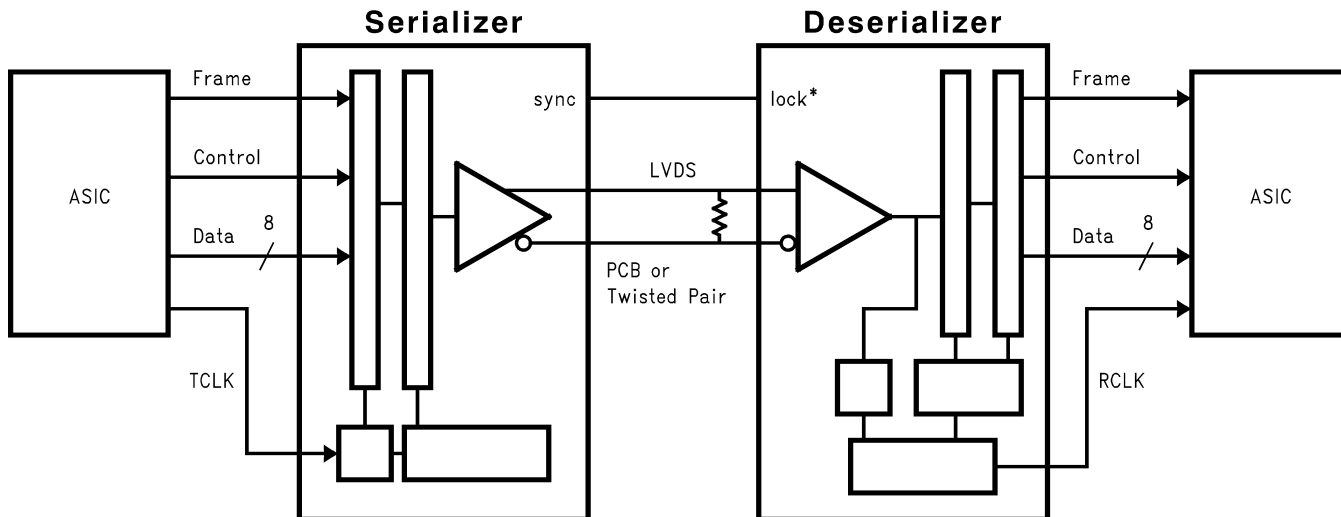 Serializer
Deserializer
Frame
sync
lock*
Frame
Control
LVDS
Control
ASIC
ASIC
Data
8
Data
8
PCB or
Twisted Pair
TCLK
RCLK